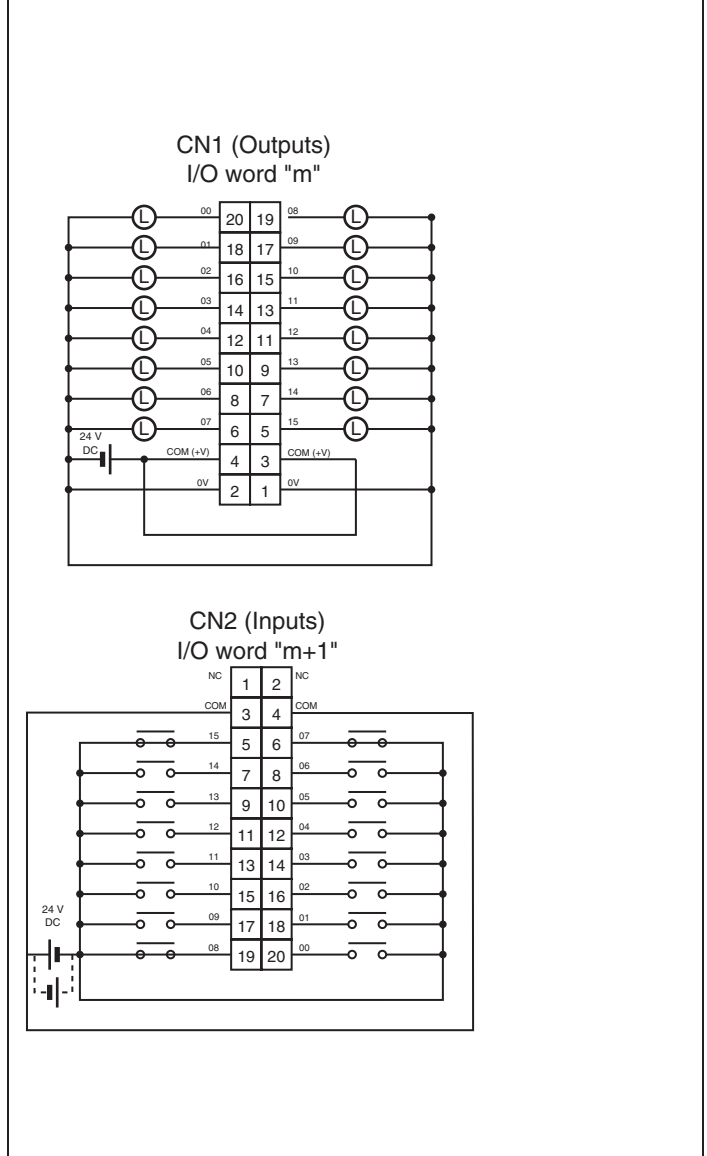 CN1 (Outputs)
I/O word "m"
00 20 19 08
01 18 17 09
02 16 15 10
03 14 13 11
04 12 11 12
05 10 9 13
06 8 7 14
07 6 5 15
24 V
DC
COM (+V) 4 3 COM (+V)
0V 2 1 0V
L L
L L
L L
L L
L L
L L
L L
L L
CN2 (Inputs)
I/O word "m+1"
NC 1 2 NC
COM 3 4 COM
15 5 6 07
14 7 8 06
13 9 10 05
12 11 12 04
11 13 14 03
10 15 16 02
09 17 18 01
08 19 20 00
24 V
DC